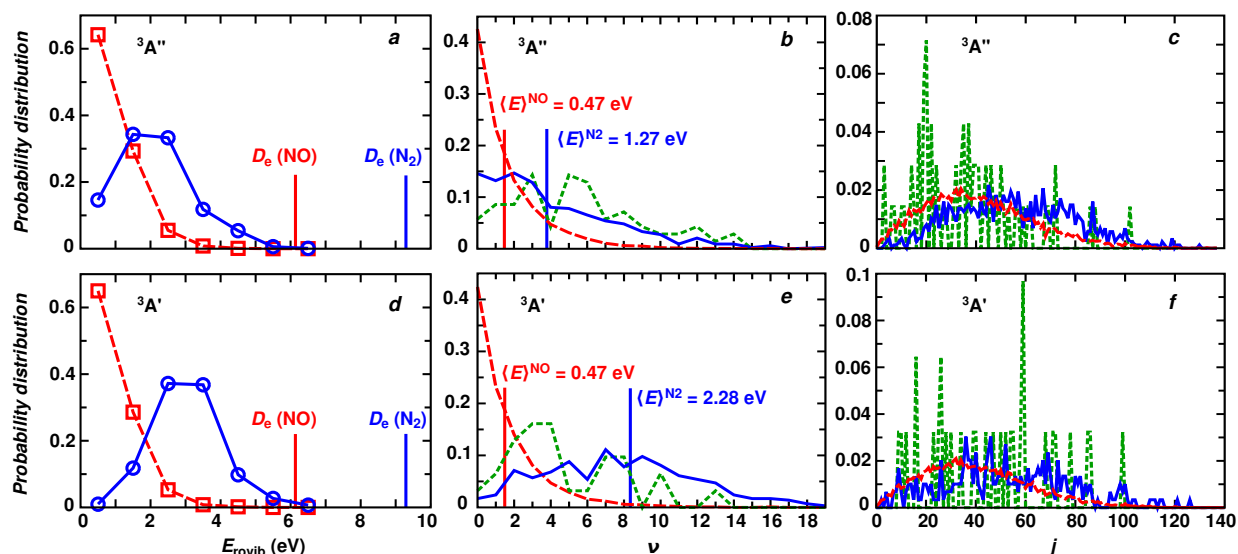 ³A'' a
³A'' b
³A'' c
Probability distribution
0.6
0.4
0.2
0
D_e (NO)
D_e (N₂)
0.4
0.3
0.2
0.1
0
⟨E⟩^NO = 0.47 eV
⟨E⟩^N2 = 1.27 eV
0.08
0.06
0.04
0.02
0
³A' d
³A' e
³A' f
Probability distribution
0.6
0.4
0.2
0
D_e (NO)
D_e (N₂)
0 2 4 6 8 10
E_rovib (eV)
0.4
0.3
0.2
0.1
0
⟨E⟩^NO = 0.47 eV
⟨E⟩^N2 = 2.28 eV
0 2 4 6 8 10 12 14 16 18
ν
0.1
0.08
0.06
0.04
0.02
0
0 20 40 60 80 100 120 140
j